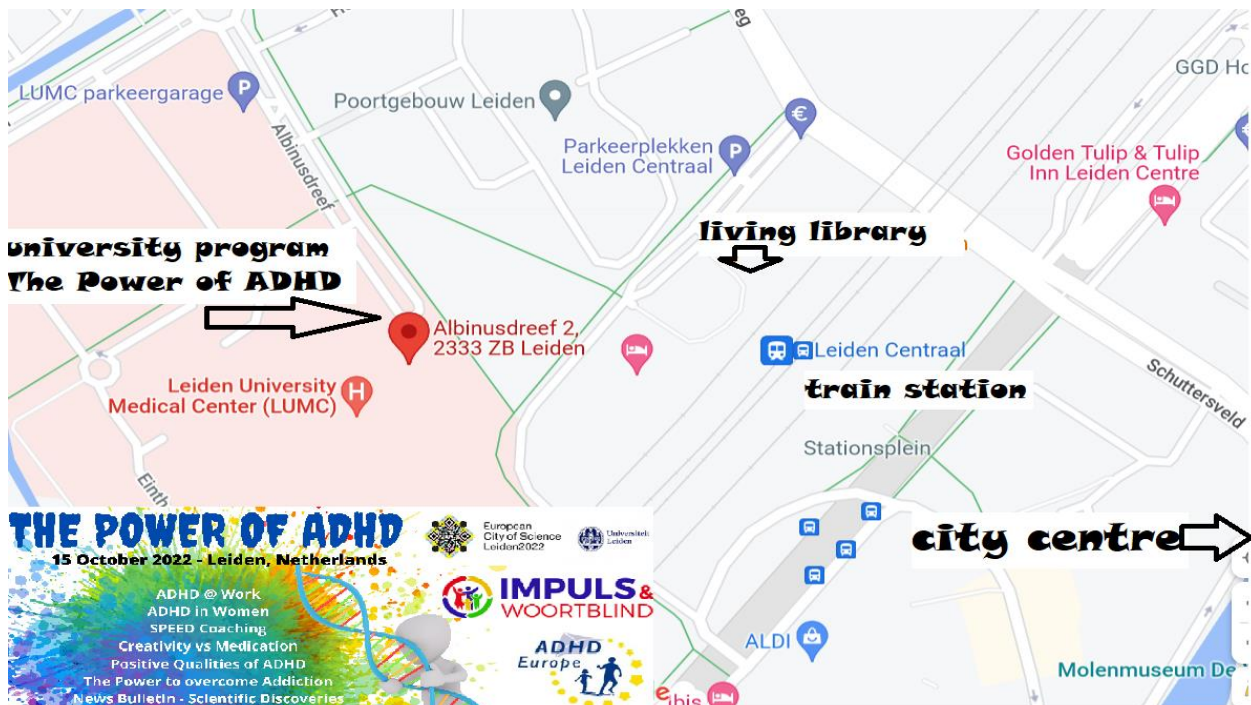 eg
GGD Ho
LUMC parkeergarage
P
Poortgebouw Leiden
€
Albinusdreef
Parkeerplekken
Leiden Centraal
P
Golden Tulip & Tulip
Inn Leiden Centre
university program
The Power of ADHD
living library
Albinusdreef 2,
2333 ZB Leiden
Leiden Centraal
train station
Leiden University
Medical Center (LUMC)
H
Schuttersveld
Stationsplein
Einth
city centre
THE POWER OF ADHD
15 October 2022 - Leiden, Netherlands
ADHD @ Work
ADHD in Women
SPEED Coaching
Creativity vs Medication
Positive Qualities of ADHD
The Power to overcome Addiction
News Bulletin - Scientific Discoveries
European
City of Science
Leiden2022
Universiteit
Leiden
IMPULS &
WOORTBLIND
ADHD
Europe
ALDI
ibis
Molenmuseum De